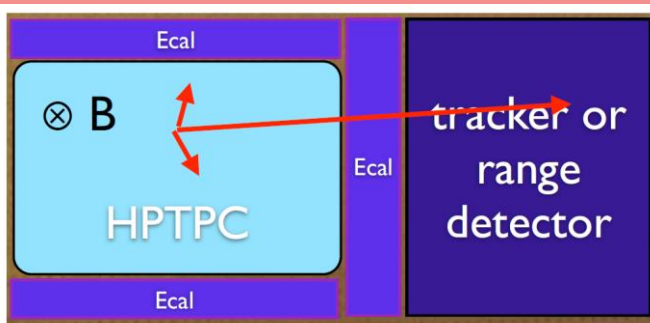 Ecal
⊗ B
HPTPC
Ecal
Ecal
tracker or
range
detector